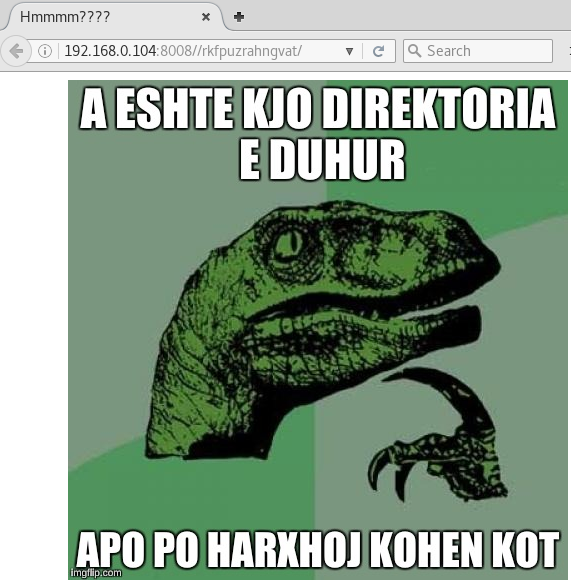 Hmmmm????
192.168.0.104:8008//rkfpuzrahngvat/
Search
A ESHTE KJO DIREKTORIA
E DUHUR
APO PO HARXHOJ KOHEN KOT
imgflip.com